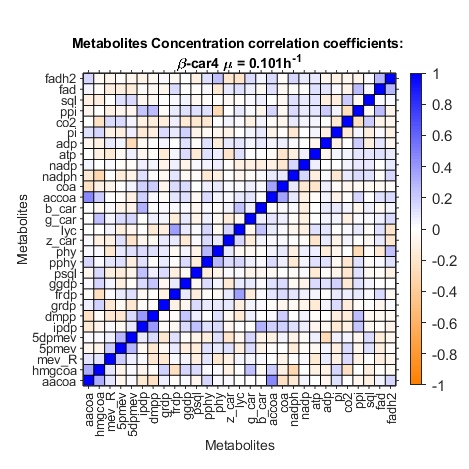 Metabolites Concentration correlation coefficients:
β-car4 μ = 0.101h⁻¹
Metabolites
fadh2
fad
sql
ppi
co2
pi
adp
atp
nadp
nadph
coa
accoa
b_car
g_car
lyc
z_car
phy
pphy
psql
ggdp
frdp
grdp
dmpp
ipdp
5dpmev
5pmev
mev_R
hmgcoa
aacoa
aacoa
hmgcoa
mev_R
5pmev
5dpmev
ipdp
dmpp
grdp
frdp
ggdp
psql
pphy
phy
z_car
lyc
g_car
b_car
accoa
coa
nadph
nadp
atp
adp
pi
co2
ppi
sql
fad
fadh2
Metabolites
1
0.8
0.6
0.4
0.2
0
-0.2
-0.4
-0.6
-0.8
-1